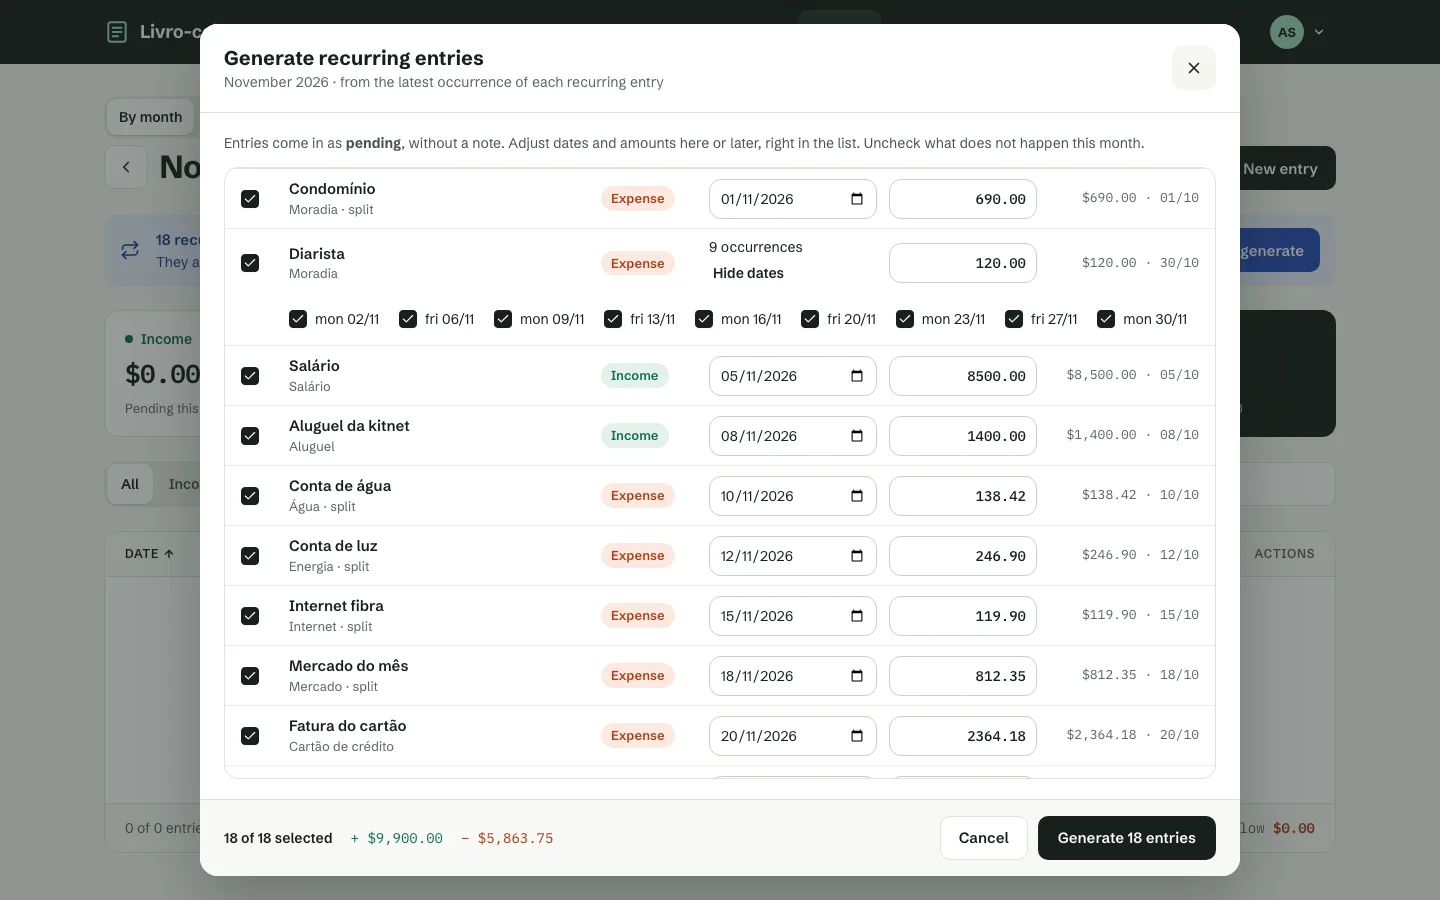 Livro-c
AS
Generate recurring entries
November 2026 · from the latest occurrence of each recurring entry
By month
No
New entry
Entries come in as pending, without a note. Adjust dates and amounts here or later, right in the list. Uncheck what does not happen this month.
18 recu
They a
generate
Condomínio
Moradia · split
Expense
01/11/2026
690.00
$690.00 · 01/10
Diarista
Moradia
Expense
9 occurrences
Hide dates
120.00
$120.00 · 30/10
mon 02/11 fri 06/11 mon 09/11 fri 13/11 mon 16/11 fri 20/11 mon 23/11 fri 27/11 mon 30/11
Income
$0.00
Pending this
Salário
Salário
Income
05/11/2026
8500.00
$8,500.00 · 05/10
Aluguel da kitnet
Aluguel
Income
08/11/2026
1400.00
$1,400.00 · 08/10
All
Inco
Conta de água
Água · split
Expense
10/11/2026
138.42
$138.42 · 10/10
DATE ↑
ACTIONS
Conta de luz
Energia · split
Expense
12/11/2026
246.90
$246.90 · 12/10
Internet fibra
Internet · split
Expense
15/11/2026
119.90
$119.90 · 15/10
Mercado do mês
Mercado · split
Expense
18/11/2026
812.35
$812.35 · 18/10
Fatura do cartão
Cartão de crédito
Expense
20/11/2026
2364.18
$2,364.18 · 20/10
0 of 0 entrie
low $0.00
18 of 18 selected + $9,900.00 − $5,863.75
Cancel
Generate 18 entries